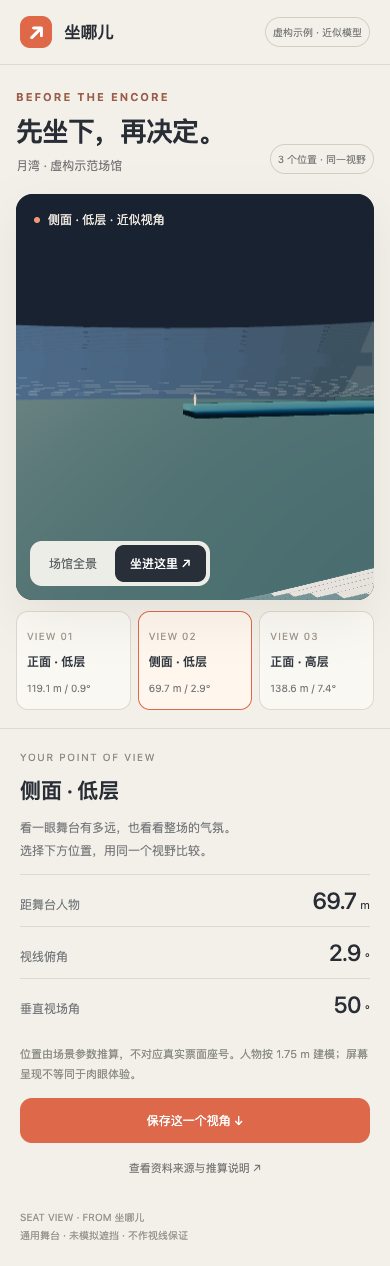 坐哪儿
虚构示例 · 近似模型
BEFORE THE ENCORE
先坐下，再决定。
月湾 · 虚构示范场馆
3 个位置 · 同一视野
侧面 · 低层 · 近似视角
场馆全景
坐进这里 ↗
VIEW 01
正面 · 低层
119.1 m / 0.9°
VIEW 02
侧面 · 低层
69.7 m / 2.9°
VIEW 03
正面 · 高层
138.6 m / 7.4°
YOUR POINT OF VIEW
侧面 · 低层
看一眼舞台有多远，也看看整场的气氛。
选择下方位置，用同一个视野比较。
距舞台人物 69.7 m
视线俯角 2.9 °
垂直视场角 50 °
位置由场景参数推算，不对应真实票面座号。人物按 1.75 m 建模；屏幕
呈现不等同于肉眼体验。
保存这一个视角 ↓
查看资料来源与推算说明 ↗
SEAT VIEW · FROM 坐哪儿
通用舞台 · 未模拟遮挡 · 不作视线保证